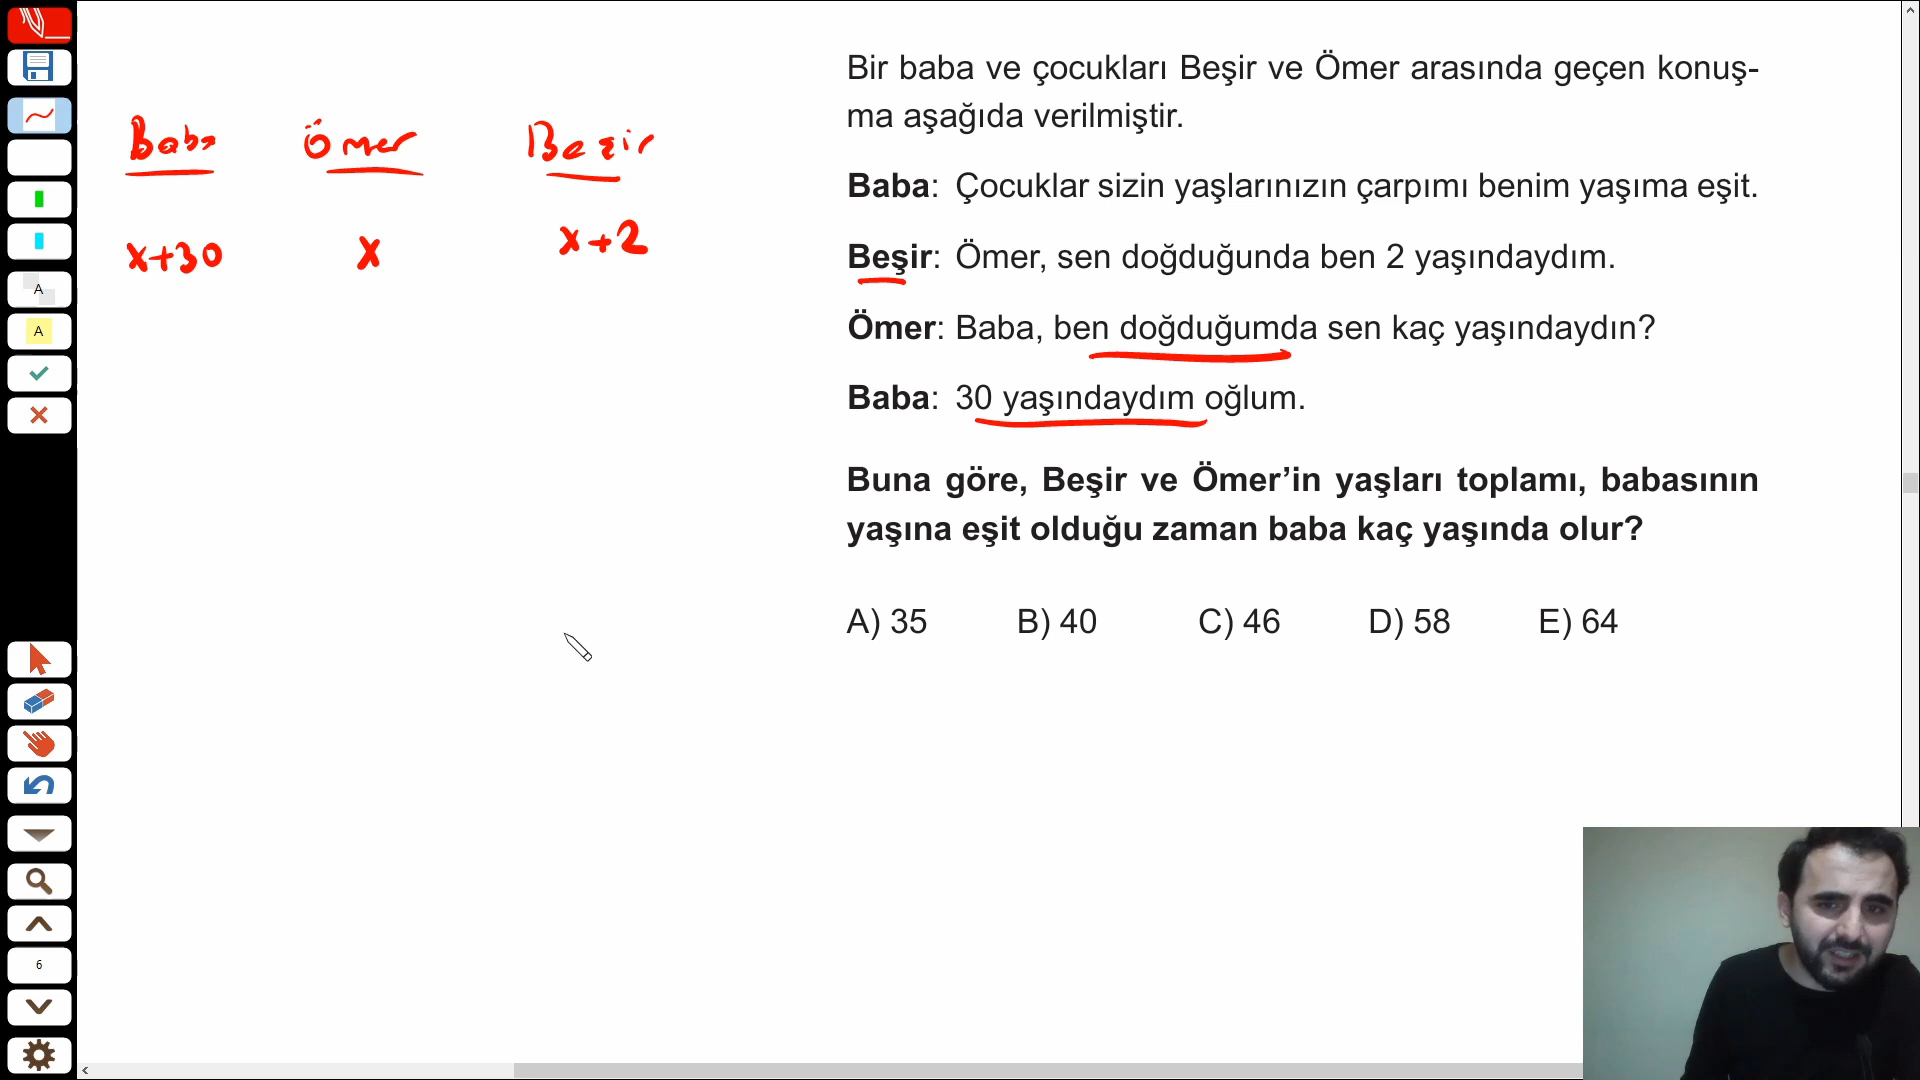 Baba Ömer Beşir
x+30 x x+2
Bir baba ve çocukları Beşir ve Ömer arasında geçen konuş-
ma aşağıda verilmiştir.
Baba: Çocuklar sizin yaşlarınızın çarpımı benim yaşıma eşit.
Beşir: Ömer, sen doğduğunda ben 2 yaşındaydım.
Ömer: Baba, ben doğduğumda sen kaç yaşındaydın?
Baba: 30 yaşındaydım oğlum.
Buna göre, Beşir ve Ömer’in yaşları toplamı, babasının
yaşına eşit olduğu zaman baba kaç yaşında olur?
A) 35 B) 40 C) 46 D) 58 E) 64
A
A
6